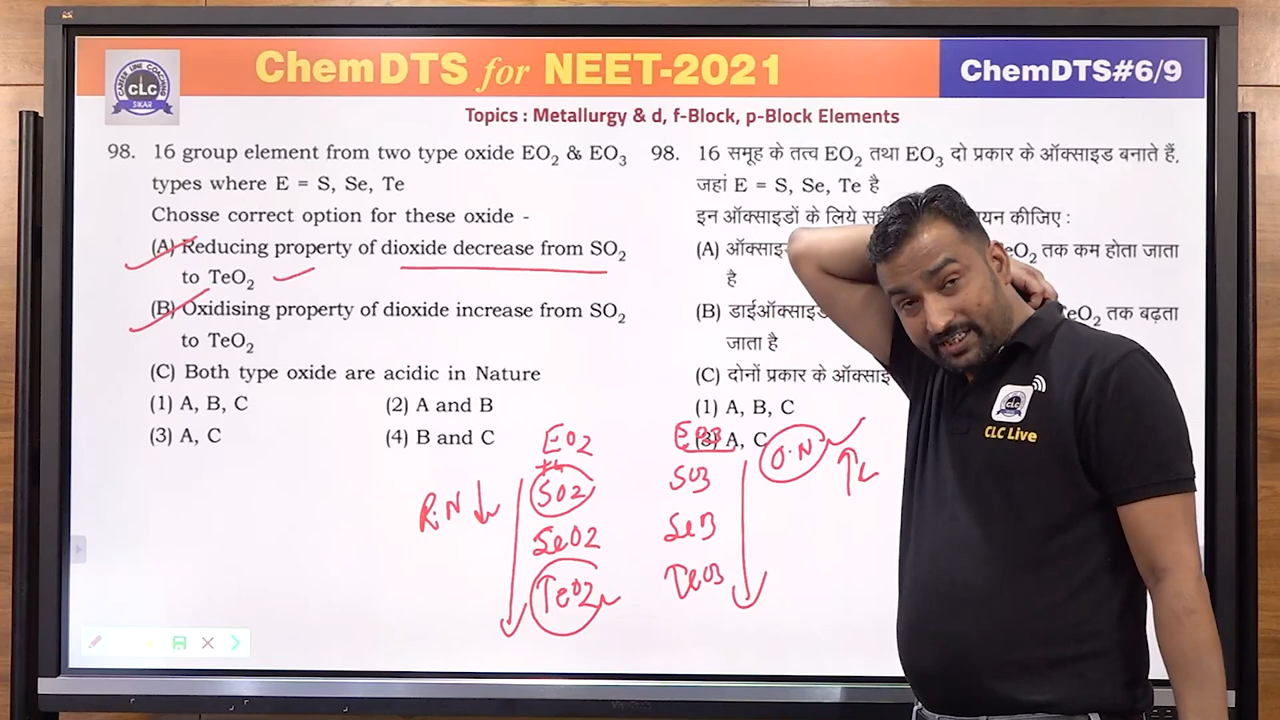 ChemDTS for NEET-2021
ChemDTS#6/9
CAREER LINE COACHING
CLC
SIKAR
Topics : Metallurgy & d, f-Block, p-Block Elements
98. 16 group element from two type oxide EO₂ & EO₃
types where E = S, Se, Te
Chosse correct option for these oxide -
(A) Reducing property of dioxide decrease from SO₂
to TeO₂
(B) Oxidising property of dioxide increase from SO₂
to TeO₂
(C) Both type oxide are acidic in Nature
(1) A, B, C (2) A and B
(3) A, C (4) B and C
98. 16 समूह के तत्व EO₂ तथा EO₃ दो प्रकार के ऑक्साइड बनाते हैं,
जहां E = S, Se, Te है
इन ऑक्साइडों के लिये कीजिए :
(A) तक कम होता जाता
है
(B) डाईऑक्साइड TeO₂ तक बढ़ता
जाता है
(C) दोनों प्रकार के
(1) A, B, C
(3) A, C
EO2
+4
SO2
SeO2
TeO2
R.N ↓
EO3
SO3
TeO3
O.N
↑
CLC Live